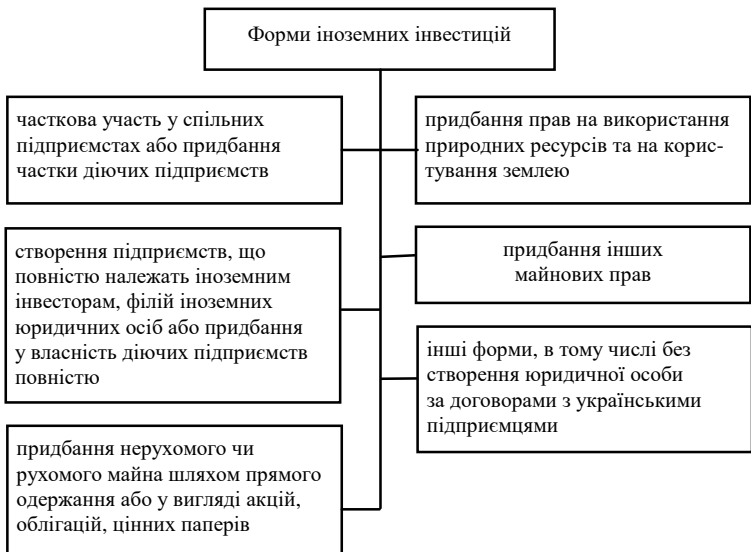 Форми іноземних інвестицій
часткова участь у спільних
підприємстах або придбання
частки діючих підприємств
придбання прав на використання
природних ресурсів та на корис-
тування землею
створення підприємств, що
повністю належать іноземним
інвесторам, філій іноземних
юридичних осіб або придбання
у власність діючих підприємств
повністю
придбання інших
майнових прав
інші форми, в тому числі без
створення юридичної особи
за договорами з українськими
підприємцями
придбання нерухомого чи
рухомого майна шляхом прямого
одержання або у вигляді акцій,
облігацій, цінних паперів